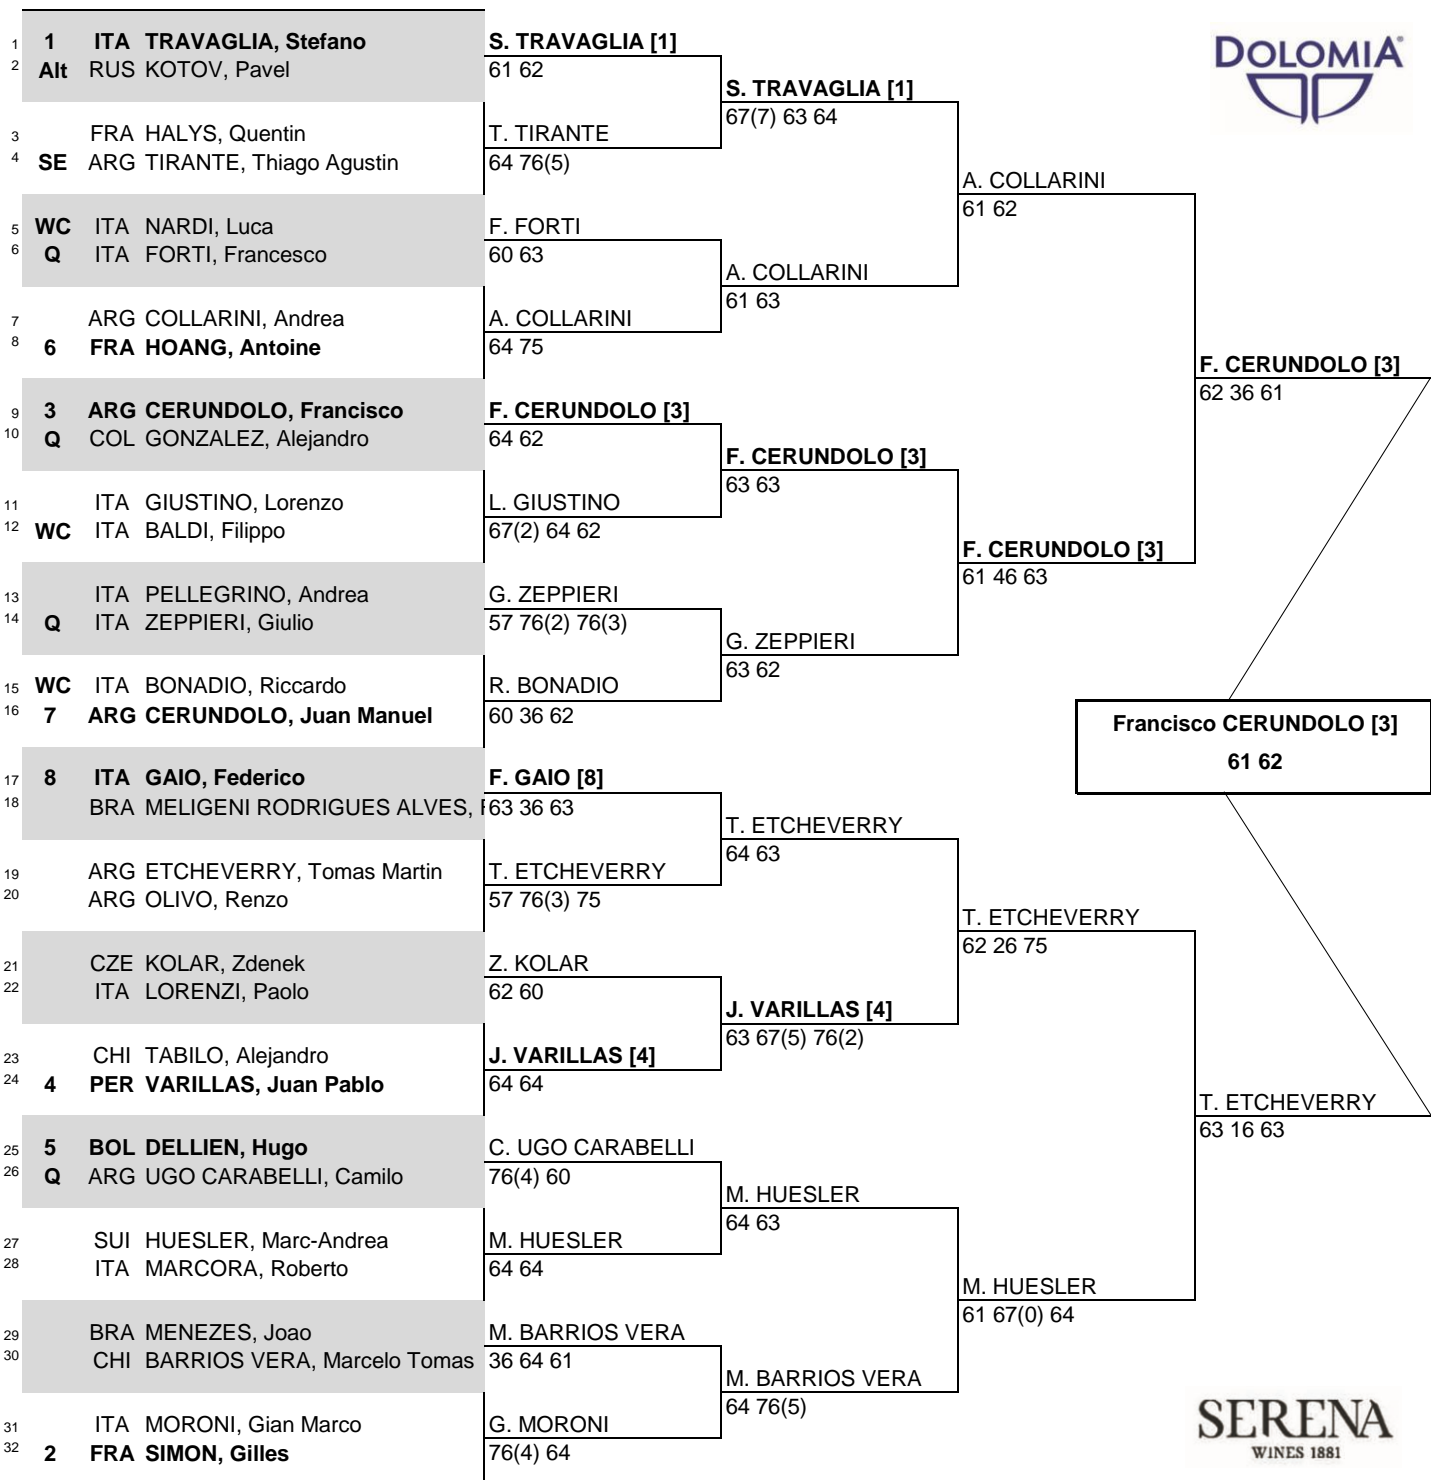 1 1 ITA TRAVAGLIA, Stefano
2 Alt RUS KOTOV, Pavel
3 FRA HALYS, Quentin
4 SE ARG TIRANTE, Thiago Agustin
5 WC ITA NARDI, Luca
6 Q ITA FORTI, Francesco
7 ARG COLLARINI, Andrea
8 6 FRA HOANG, Antoine
9 3 ARG CERUNDOLO, Francisco
10 Q COL GONZALEZ, Alejandro
11 ITA GIUSTINO, Lorenzo
12 WC ITA BALDI, Filippo
13 ITA PELLEGRINO, Andrea
14 Q ITA ZEPPIERI, Giulio
15 WC ITA BONADIO, Riccardo
16 7 ARG CERUNDOLO, Juan Manuel
17 8 ITA GAIO, Federico
18 BRA MELIGENI RODRIGUES ALVES,
19 ARG ETCHEVERRY, Tomas Martin
20 ARG OLIVO, Renzo
21 CZE KOLAR, Zdenek
22 ITA LORENZI, Paolo
23 CHI TABILO, Alejandro
24 4 PER VARILLAS, Juan Pablo
25 5 BOL DELLIEN, Hugo
26 Q ARG UGO CARABELLI, Camilo
27 SUI HUESLER, Marc-Andrea
28 ITA MARCORA, Roberto
29 BRA MENEZES, Joao
30 CHI BARRIOS VERA, Marcelo Tomas
31 ITA MORONI, Gian Marco
32 2 FRA SIMON, Gilles
S. TRAVAGLIA [1]
61 62
T. TIRANTE
64 76(5)
F. FORTI
60 63
A. COLLARINI
64 75
F. CERUNDOLO [3]
64 62
L. GIUSTINO
67(2) 64 62
G. ZEPPIERI
57 76(2) 76(3)
R. BONADIO
60 36 62
F. GAIO [8]
63 36 63
T. ETCHEVERRY
57 76(3) 75
Z. KOLAR
62 60
J. VARILLAS [4]
64 64
C. UGO CARABELLI
76(4) 60
M. HUESLER
64 64
M. BARRIOS VERA
36 64 61
G. MORONI
76(4) 64
S. TRAVAGLIA [1]
67(7) 63 64
A. COLLARINI
61 63
F. CERUNDOLO [3]
63 63
G. ZEPPIERI
63 62
T. ETCHEVERRY
64 63
J. VARILLAS [4]
63 67(5) 76(2)
M. HUESLER
64 63
M. BARRIOS VERA
64 76(5)
A. COLLARINI
61 62
F. CERUNDOLO [3]
61 46 63
T. ETCHEVERRY
62 26 75
M. HUESLER
61 67(0) 64
F. CERUNDOLO [3]
62 36 61
T. ETCHEVERRY
63 16 63
Francisco CERUNDOLO [3]
61 62
DOLOMIA®
SERENA
WINES 1881